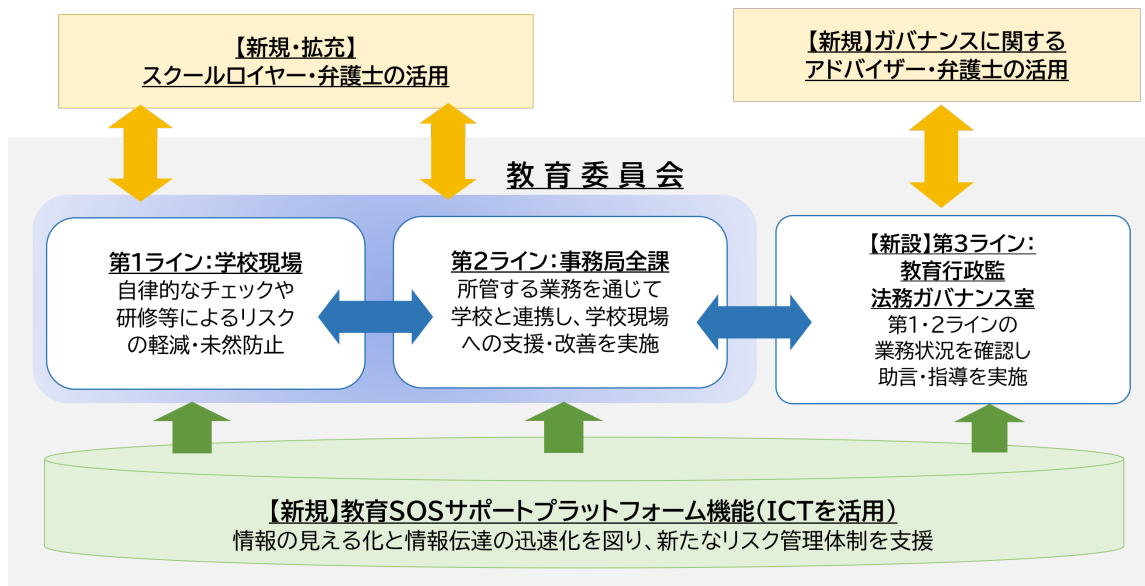 【新規・拡充】
スクールロイヤー・弁護士の活用
【新規】ガバナンスに関する
アドバイザー・弁護士の活用
教育委員会
第1ライン：学校現場
自律的なチェックや
研修等によるリスク
の軽減・未然防止
第2ライン：事務局全課
所管する業務を通じて
学校と連携し、学校現場
への支援・改善を実施
【新設】第3ライン：
教育行政監
法務ガバナンス室
第1・2ラインの
業務状況を確認し
助言・指導を実施
【新規】教育SOSサポートプラットフォーム機能（ICTを活用）
情報の見える化と情報伝達の迅速化を図り、新たなリスク管理体制を支援